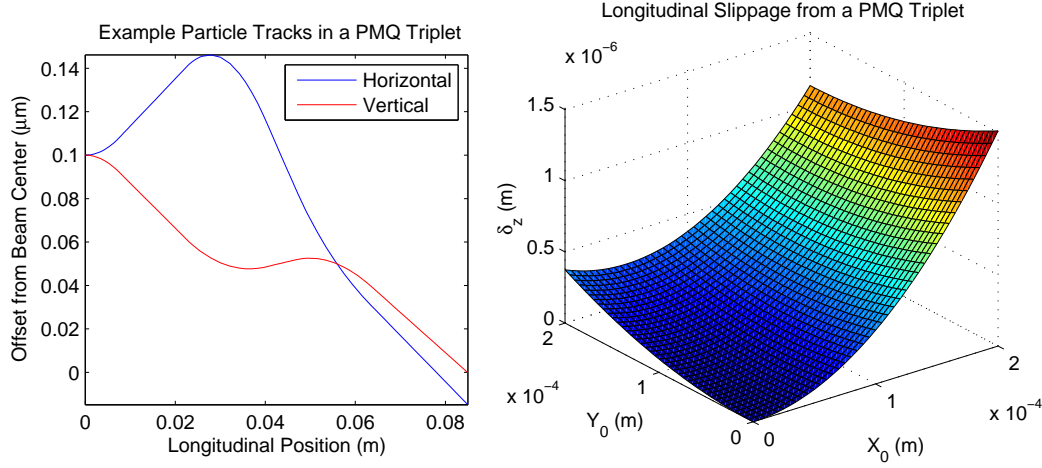 Example Particle Tracks in a PMQ Triplet
0.14
0.12
0.1
0.08
0.06
0.04
0.02
0
0
0.02
0.04
0.06
0.08
Offset from Beam Center (μm)
Longitudinal Position (m)
Horizontal
Vertical
Longitudinal Slippage from a PMQ Triplet
x 10⁻⁶
1.5
1
0.5
0
δ_z (m)
2
1
0
x 10⁻⁴
Y₀ (m)
0
1
2
x 10⁻⁴
X₀ (m)